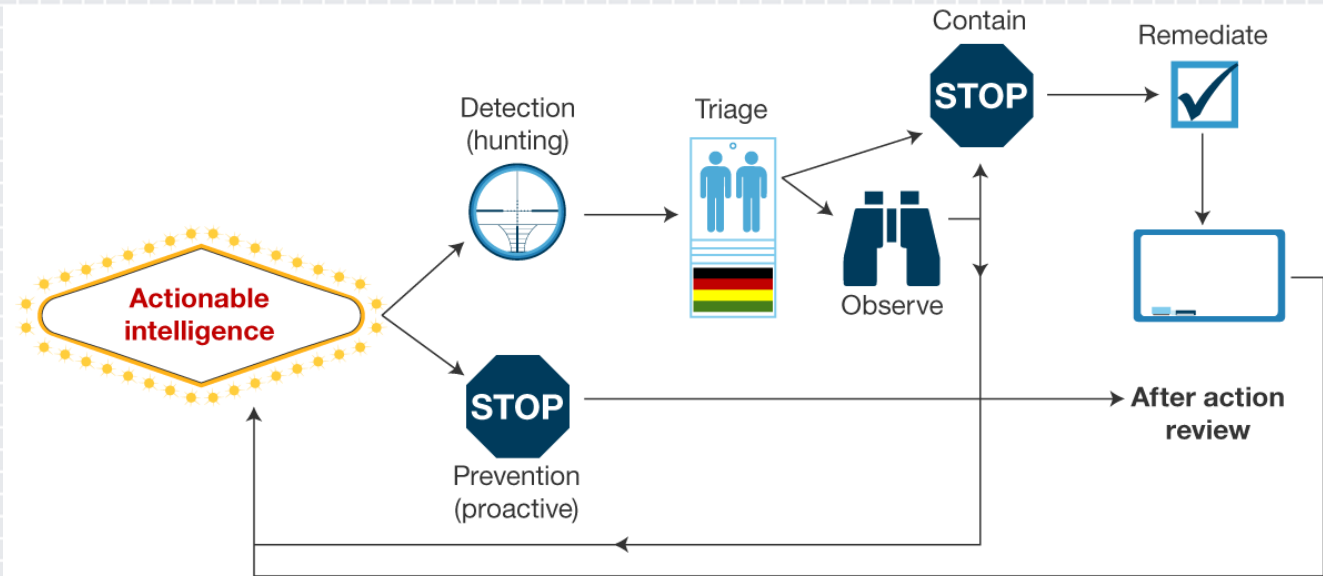 Contain
Remediate
STOP
Detection
(hunting)
Triage
Actionable
intelligence
Observe
STOP
After action
review
Prevention
(proactive)